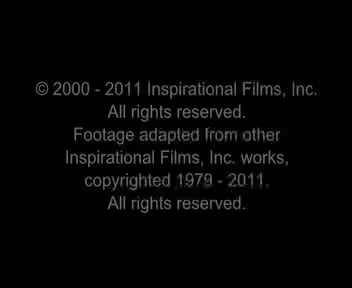 © 2000 - 2011 Inspirational Films, Inc.
All rights reserved.
Footage adapted from other
Inspirational Films, Inc. works,
copyrighted 1979 - 2011.
All rights reserved.